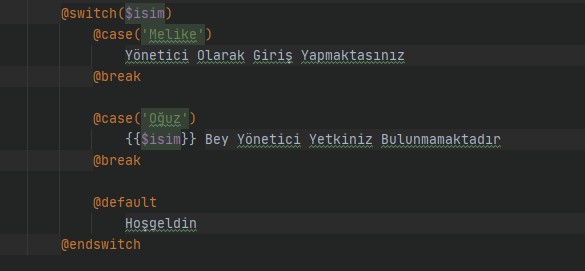 @switch($isim)
@case('Melike')
Yönetici Olarak Giriş Yapmaktasınız
@break
@case('Oğuz')
{{$isim}} Bey Yönetici Yetkiniz Bulunmamaktadır
@break
@default
Hoşgeldin
@endswitch